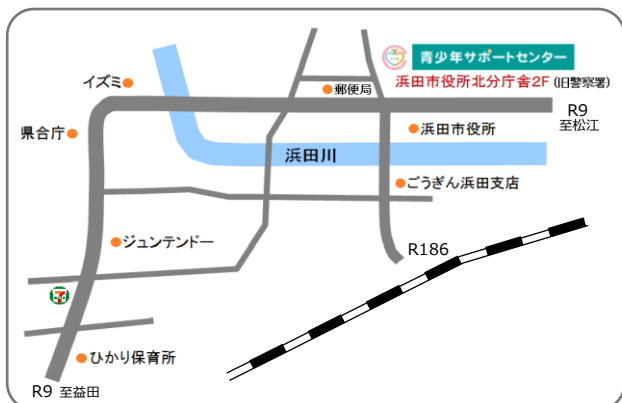 青少年サポートセンター
浜田市役所北分庁舎2F (旧警察署)
イズミ
郵便局
R9
至松江
県合庁
浜田市役所
浜田川
ごうぎん浜田支店
ジュンテンドー
R186
7
ひかり保育所
R9 至益田